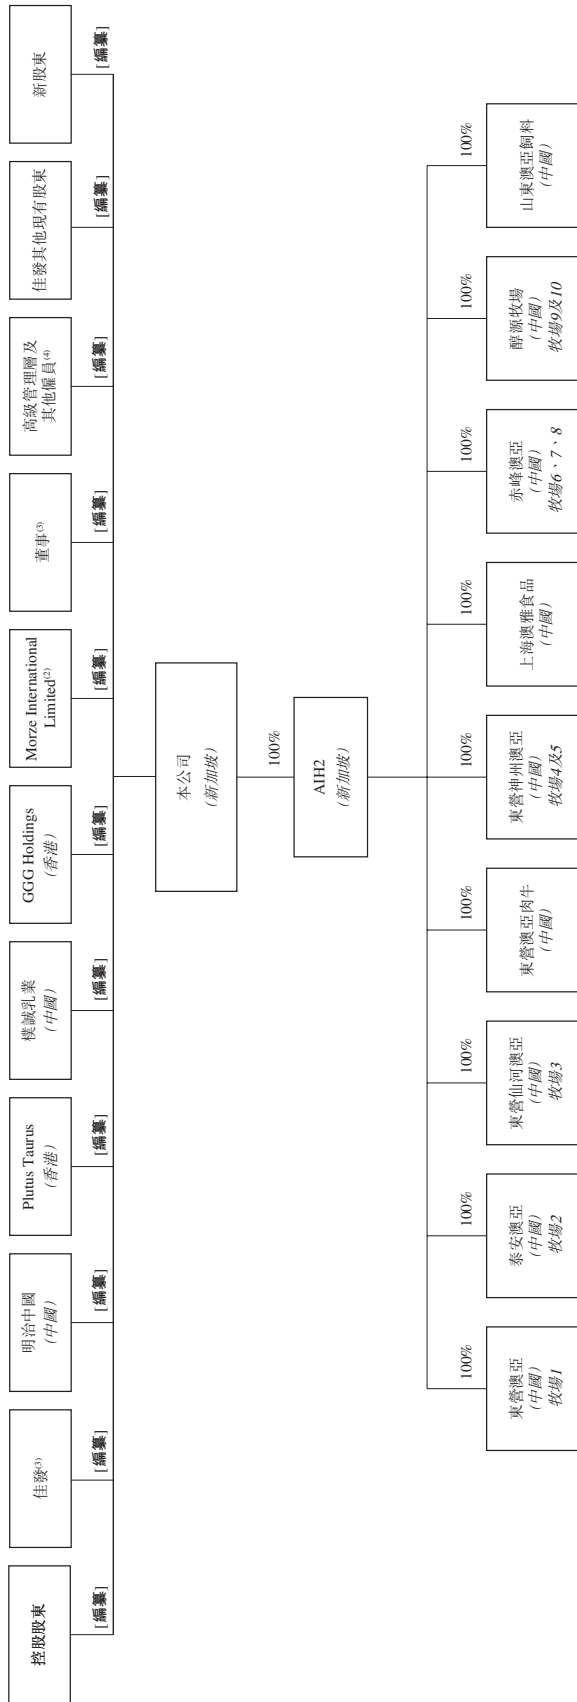 控股股東
佳發(3)
明治中國
(中國)
Plutus Taurus
(香港)
樸誠乳業
(中國)
GGG Holdings
(香港)
Morze International
Limited(2)
董事(3)
高級管理層及
其他僱員(4)
佳發其他現有股東
新股東
[編纂]
[編纂]
[編纂]
[編纂]
[編纂]
[編纂]
[編纂]
[編纂]
[編纂]
[編纂]
[編纂]
本公司
(新加坡)
100%
AIH2
(新加坡)
100%
100%
100%
100%
100%
100%
100%
100%
100%
東營澳亞
(中國)
牧場1
泰安澳亞
(中國)
牧場2
東營仙河澳亞
(中國)
牧場3
東營澳亞肉牛
(中國)
東營神州澳亞
(中國)
牧場4及5
上海澳雅食品
(中國)
赤峰澳亞
(中國)
牧場6、7、8
醇源牧場
(中國)
牧場9及10
山東澳亞飼料
(中國)